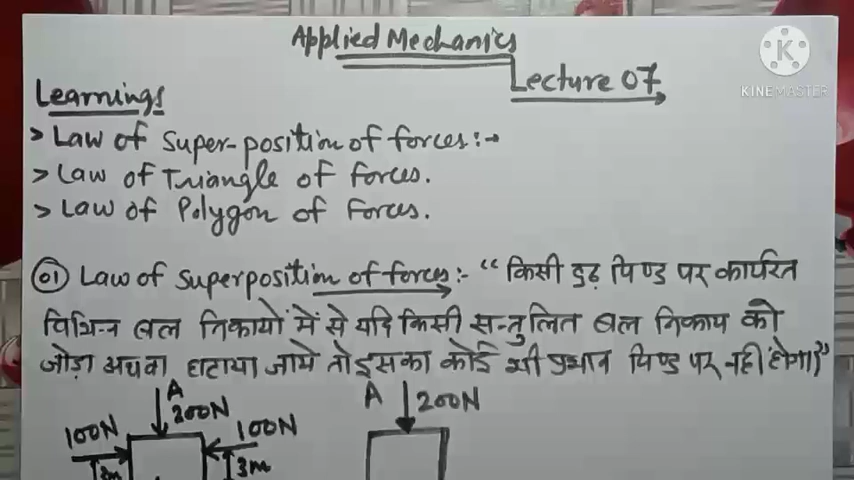 Applied Mechanics
Lecture 07
K
KINEMASTER
Learnings
> Law of Super-position of forces:→
> Law of Triangle of forces.
> Law of Polygon of forces.
01 Law of Superposition of forces:- “किसी दृढ़ पिण्ड पर कार्यरत
विभिन्न बल निकायों में से यदि किसी सन्तुलित बल निकाय को
जोड़ा अथवा घटाया जाये तो इसका कोई भी प्रभाव पिण्ड पर नही होगा।”
A
200N
100N
100N
3m
3m
A
200N